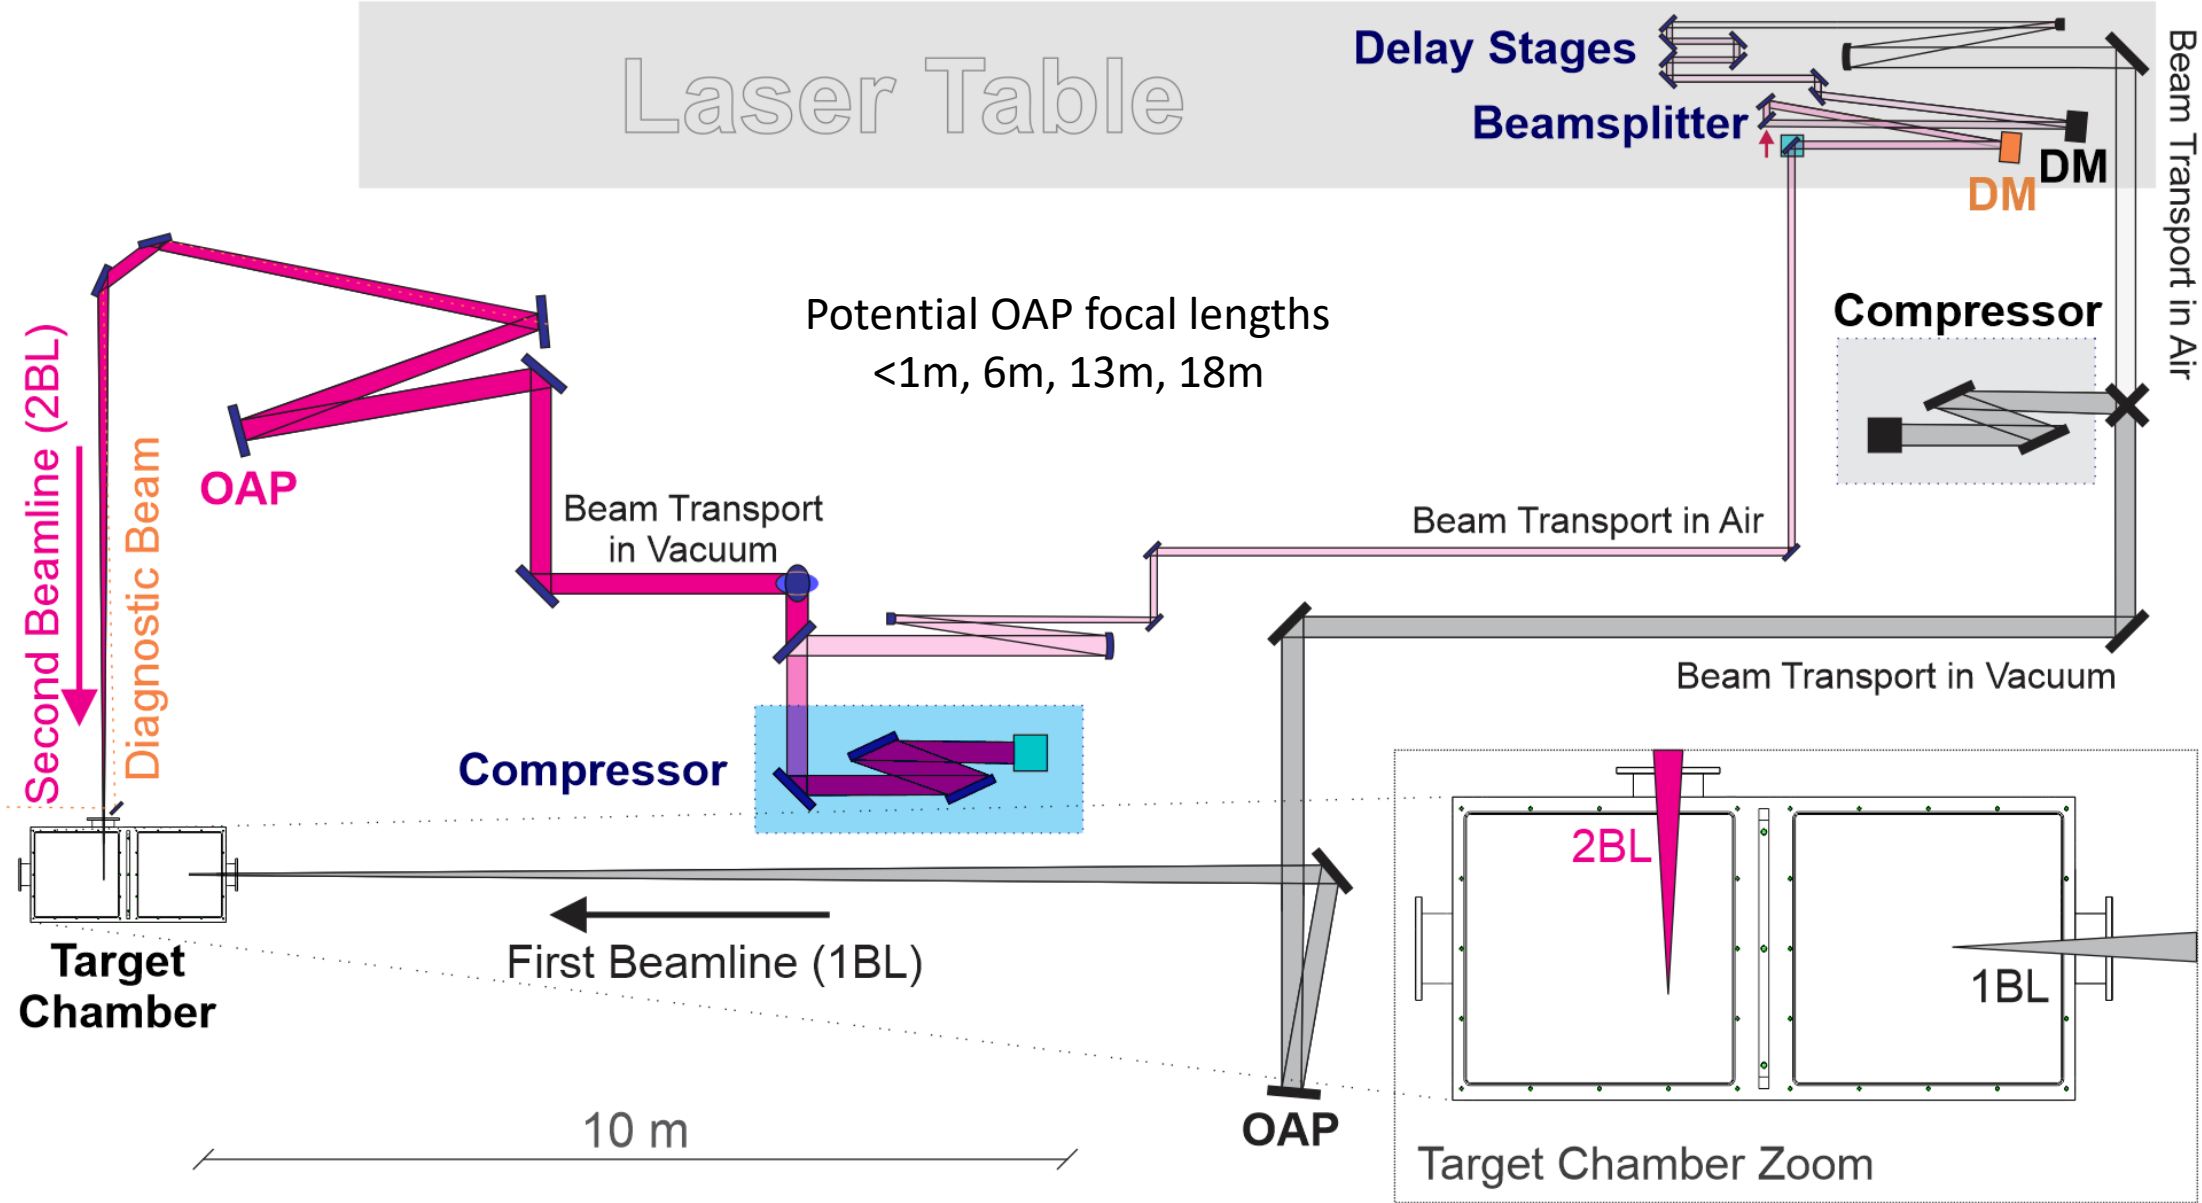 Laser Table
Delay Stages
Beamsplitter
DM
DM
Beam Transport in Air
Potential OAP focal lengths
<1m, 6m, 13m, 18m
Compressor
Second Beamline (2BL)
Diagnostic Beam
OAP
Beam Transport
in Vacuum
Beam Transport in Air
Beam Transport in Vacuum
Compressor
First Beamline (1BL)
Target
Chamber
OAP
10 m
2BL
1BL
Target Chamber Zoom